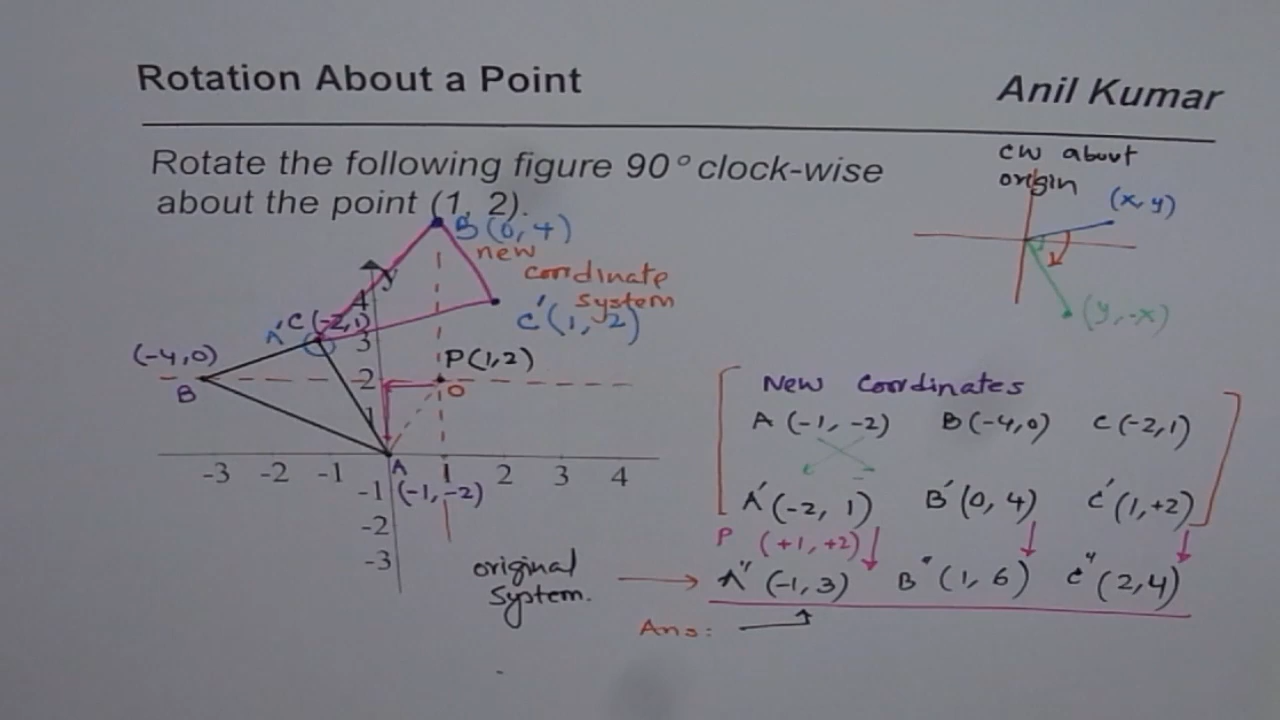 Rotation About a Point
Anil Kumar
Rotate the following figure 90° clock-wise
about the point (1, 2).
CW about
origin
(x, y)
(y, -x)
B (0, 4)
new
coordinate
system
C' (1, 2)
y
4
A' C (-2, 1)
3
(-4, 0)
B
2
P (1, 2)
O
1
A
-3 -2 -1 1 2 3 4
(-1, -2)
-1
-2
-3
New Coordinates
A (-1, -2) B (-4, 0) C (-2, 1)
A' (-2, 1) B' (0, 4) C' (1, +2)
P (+1, +2)
original
system.
A" (-1, 3) B" (1, 6) C" (2, 4)
Ans: